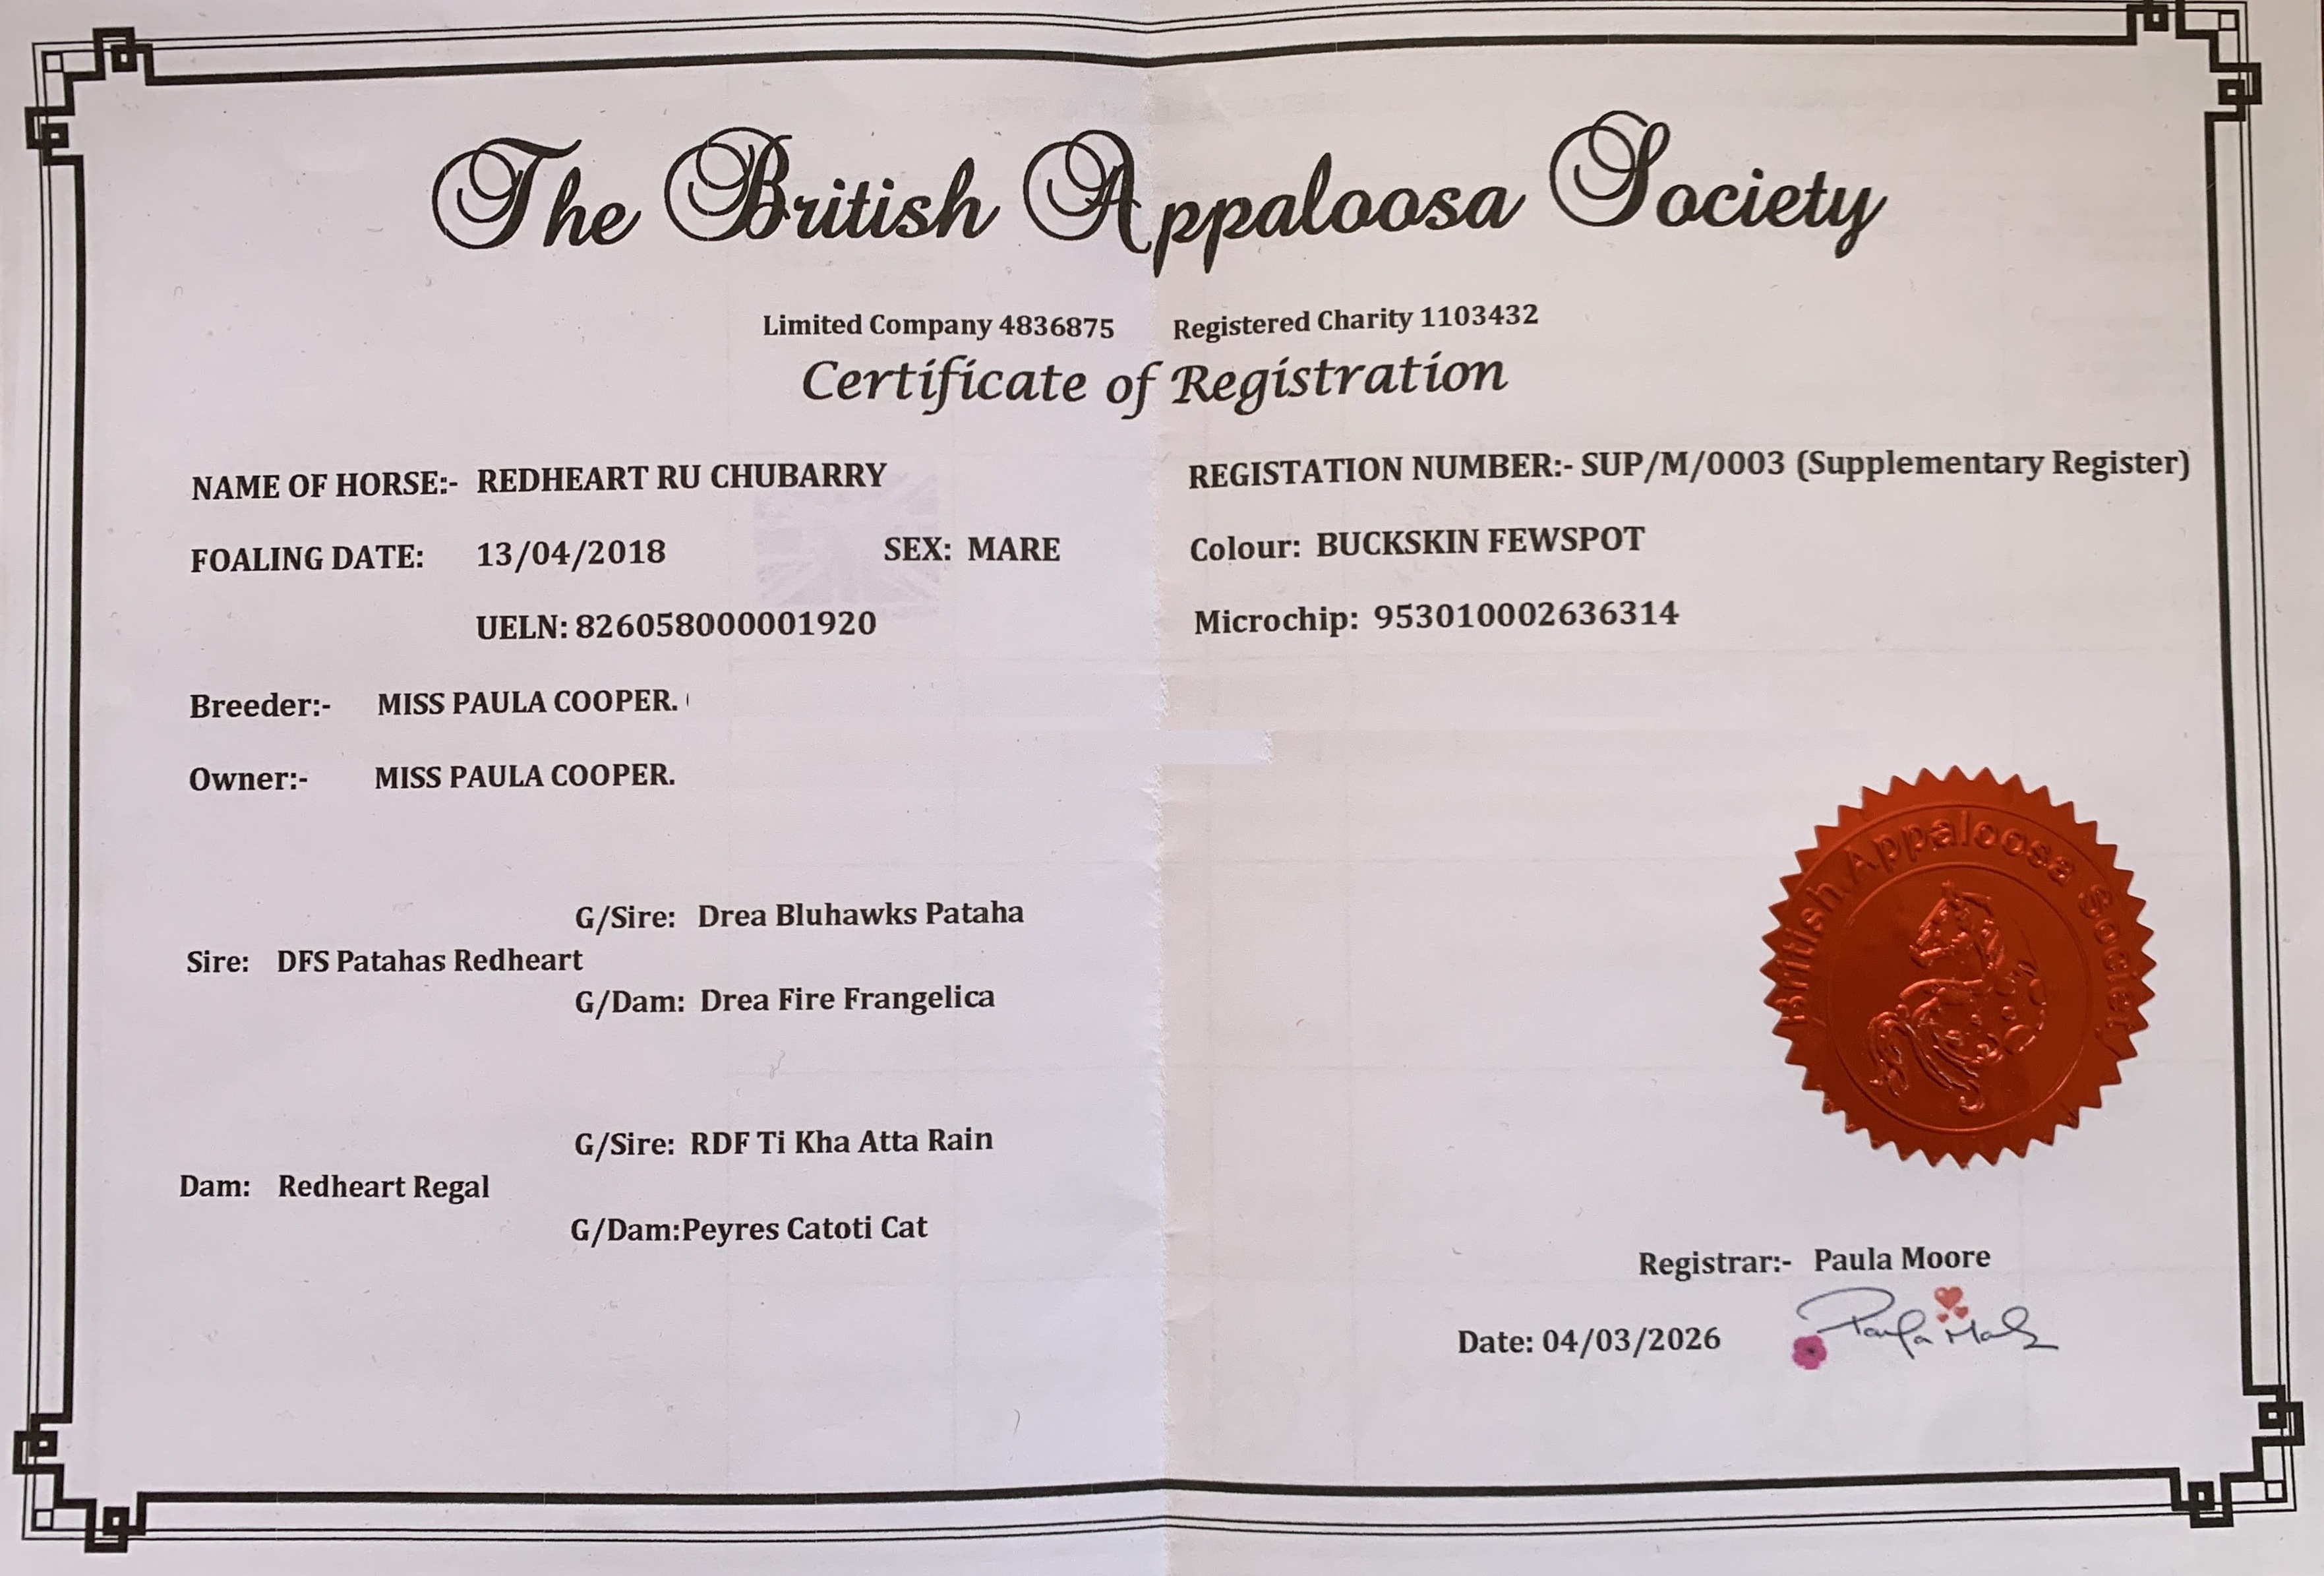 The British Appaloosa Society
Limited Company 4836875 Registered Charity 1103432
Certificate of Registration
NAME OF HORSE:- REDHEART RU CHUBARRY
REGISTATION NUMBER:- SUP/M/0003 (Supplementary Register)
FOALING DATE: 13/04/2018 SEX: MARE
Colour: BUCKSKIN FEWSPOT
UELN: 826058000001920
Microchip: 953010002636314
Breeder:- MISS PAULA COOPER.
Owner:- MISS PAULA COOPER.
G/Sire: Drea Bluhawks Pataha
Sire: DFS Patahas Redheart
G/Dam: Drea Fire Frangelica
G/Sire: RDF Ti Kha Atta Rain
Dam: Redheart Regal
G/Dam:Peyres Catoti Cat
British Appaloosa Society
Registrar:- Paula Moore
Date: 04/03/2026